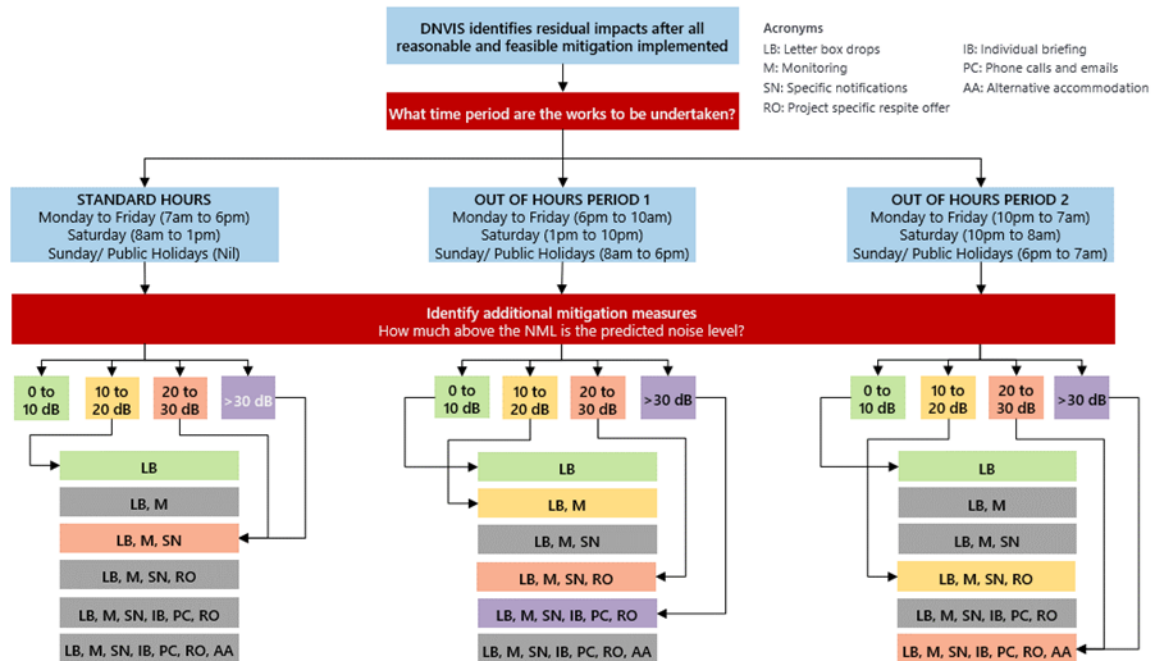 DNVIS identifies residual impacts after all
reasonable and feasible mitigation implemented
Acronyms
LB: Letter box drops
IB: Individual briefing
M: Monitoring
PC: Phone calls and emails
SN: Specific notifications
AA: Alternative accommodation
RO: Project specific respite offer
What time period are the works to be undertaken?
STANDARD HOURS
Monday to Friday (7am to 6pm)
Saturday (8am to 1pm)
Sunday/ Public Holidays (Nil)
OUT OF HOURS PERIOD 1
Monday to Friday (6pm to 10am)
Saturday (1pm to 10pm)
Sunday/ Public Holidays (8am to 6pm)
OUT OF HOURS PERIOD 2
Monday to Friday (10pm to 7am)
Saturday (10pm to 8am)
Sunday/ Public Holidays (6pm to 7am)
Identify additional mitigation measures
How much above the NML is the predicted noise level?
0 to
10 dB
10 to
20 dB
20 to
30 dB
>30 dB
0 to
10 dB
10 to
20 dB
20 to
30 dB
>30 dB
0 to
10 dB
10 to
20 dB
20 to
30 dB
>30 dB
LB
LB, M
LB, M, SN
LB, M, SN, RO
LB, M, SN, IB, PC, RO
LB, M, SN, IB, PC, RO, AA
LB
LB, M
LB, M, SN
LB, M, SN, RO
LB, M, SN, IB, PC, RO
LB, M, SN, IB, PC, RO, AA
LB
LB, M
LB, M, SN
LB, M, SN, RO
LB, M, SN, IB, PC, RO
LB, M, SN, IB, PC, RO, AA